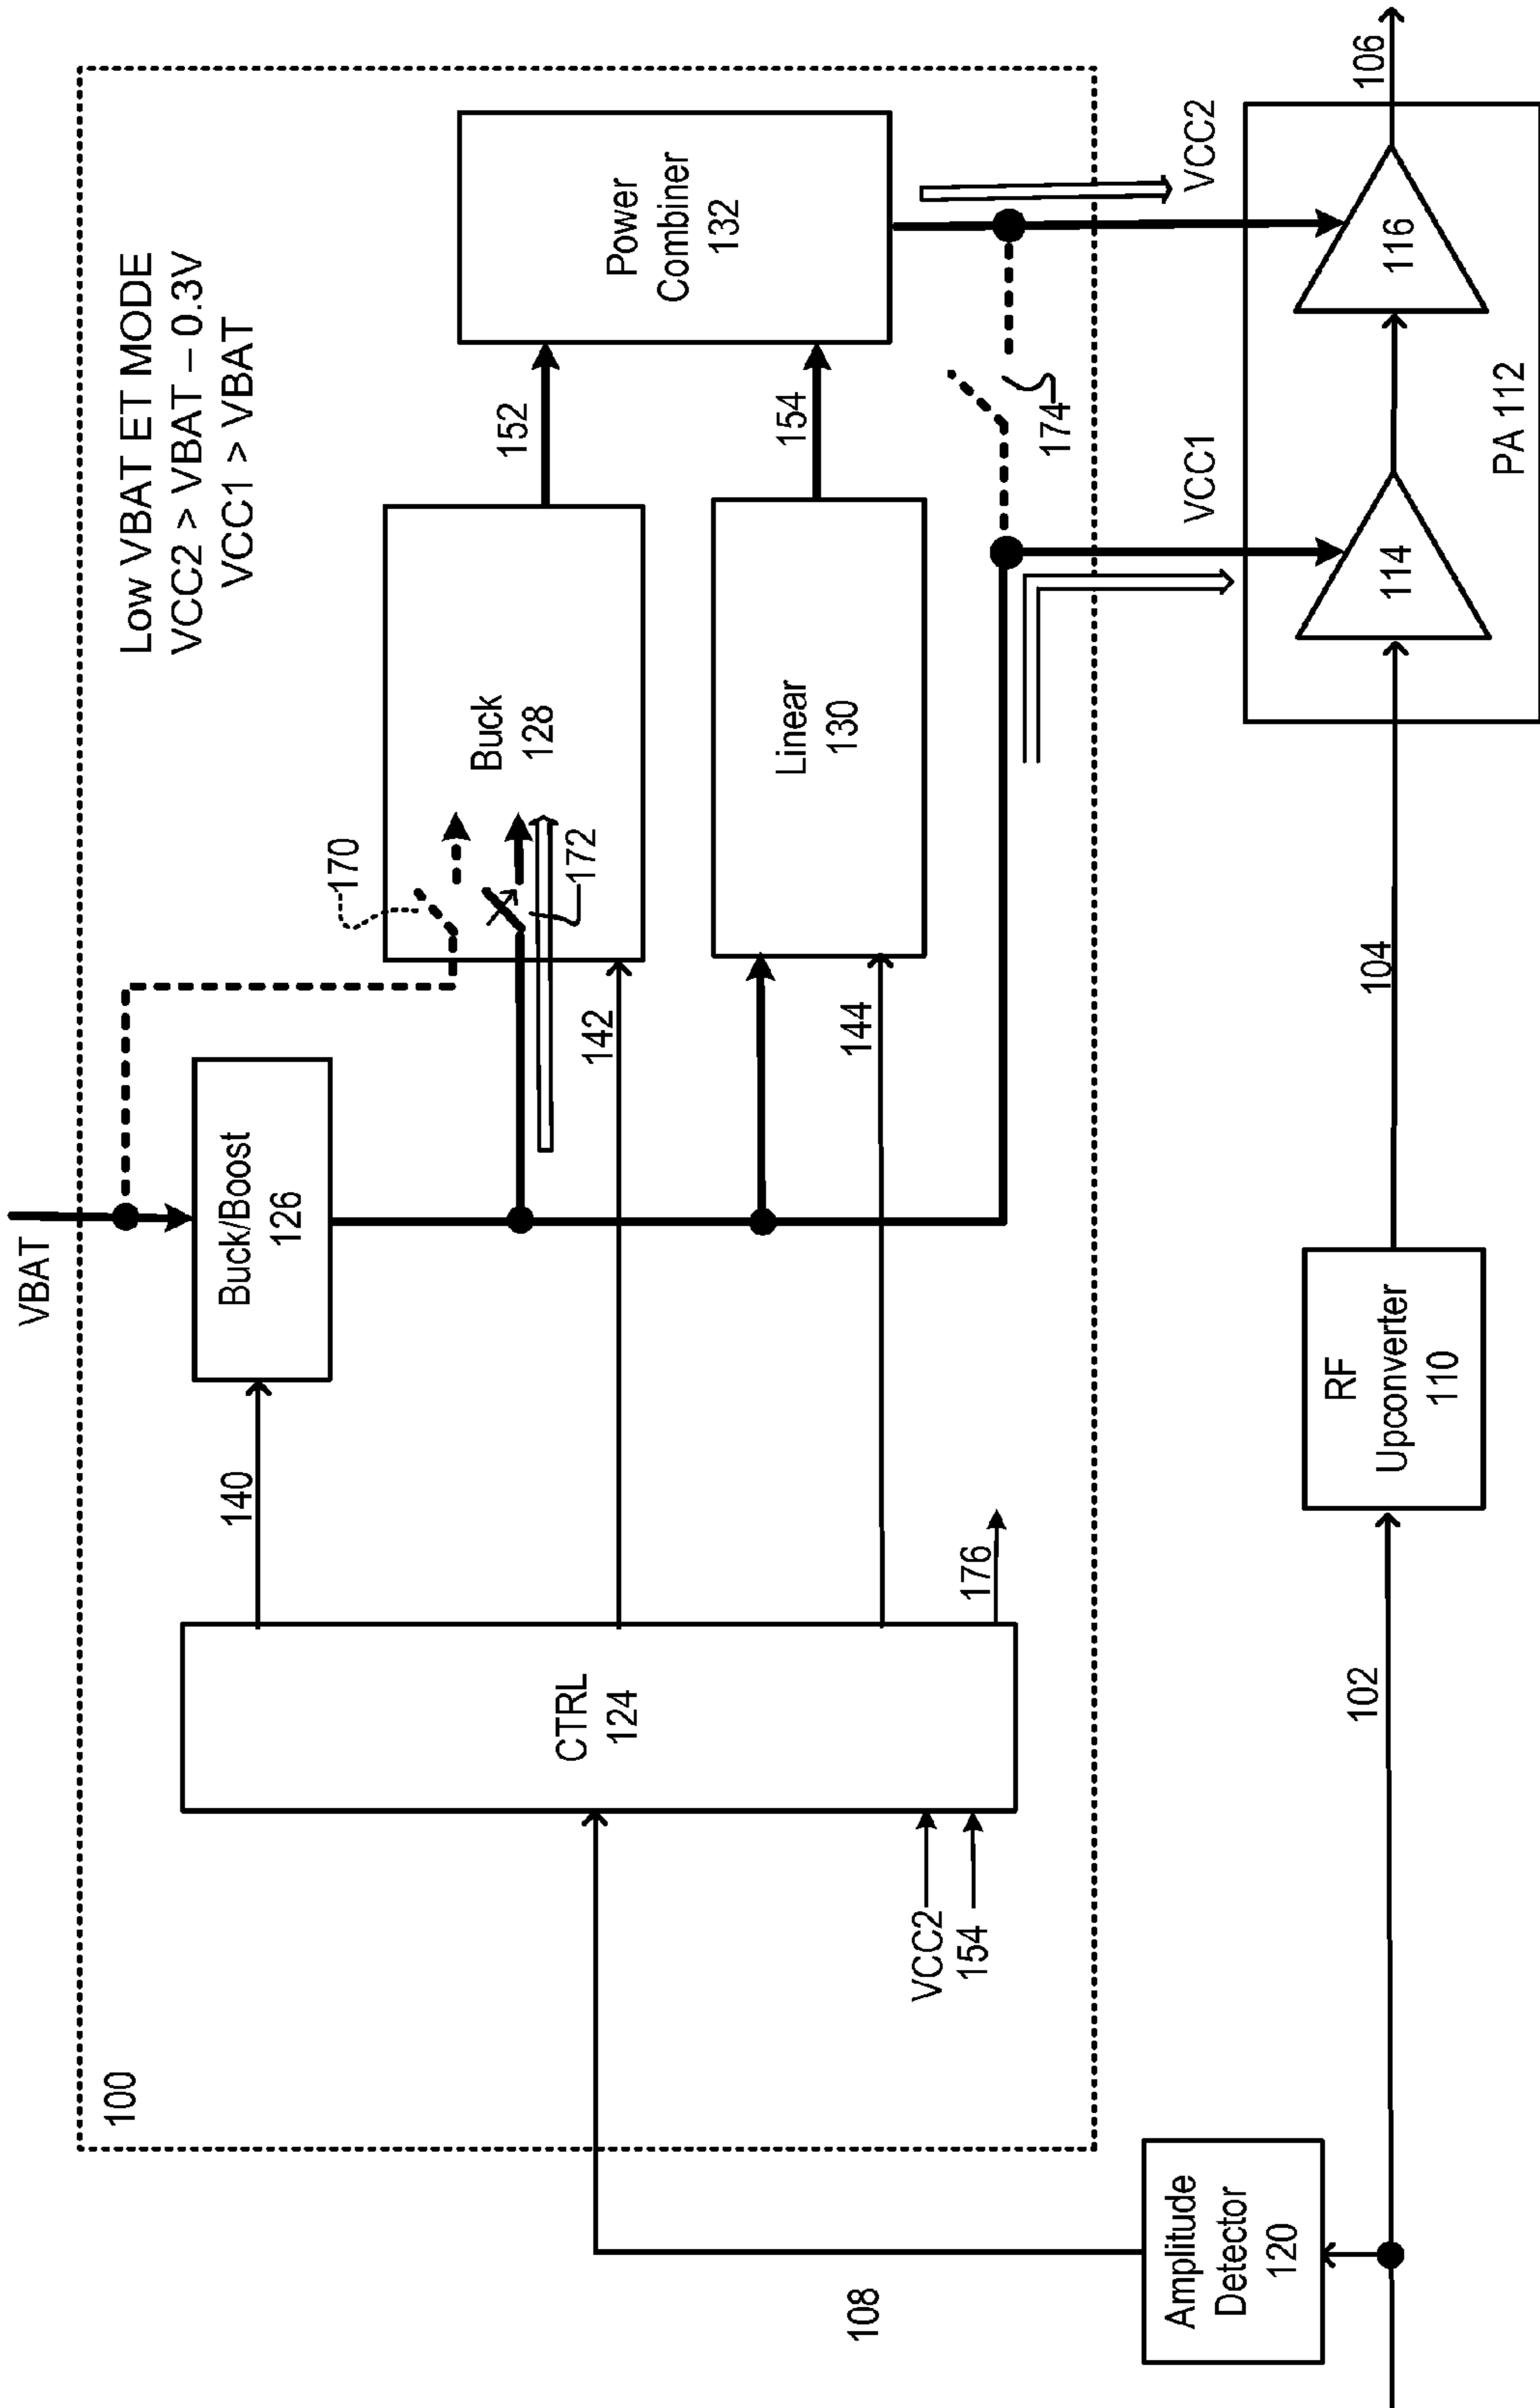 VBAT
Low VBAT ET MODE
VCC2 > VBAT – 0.3V
VCC1 > VBAT
100
140
Buck/Boost
126
170
172
Buck
128
152
Power
Combiner
132
142
CTRL
124
Linear
130
154
144
VCC2
154
176
174
VCC1
VCC2
108
Amplitude
Detector
120
102
RF
Upconverter
110
104
114
116
106
PA 112